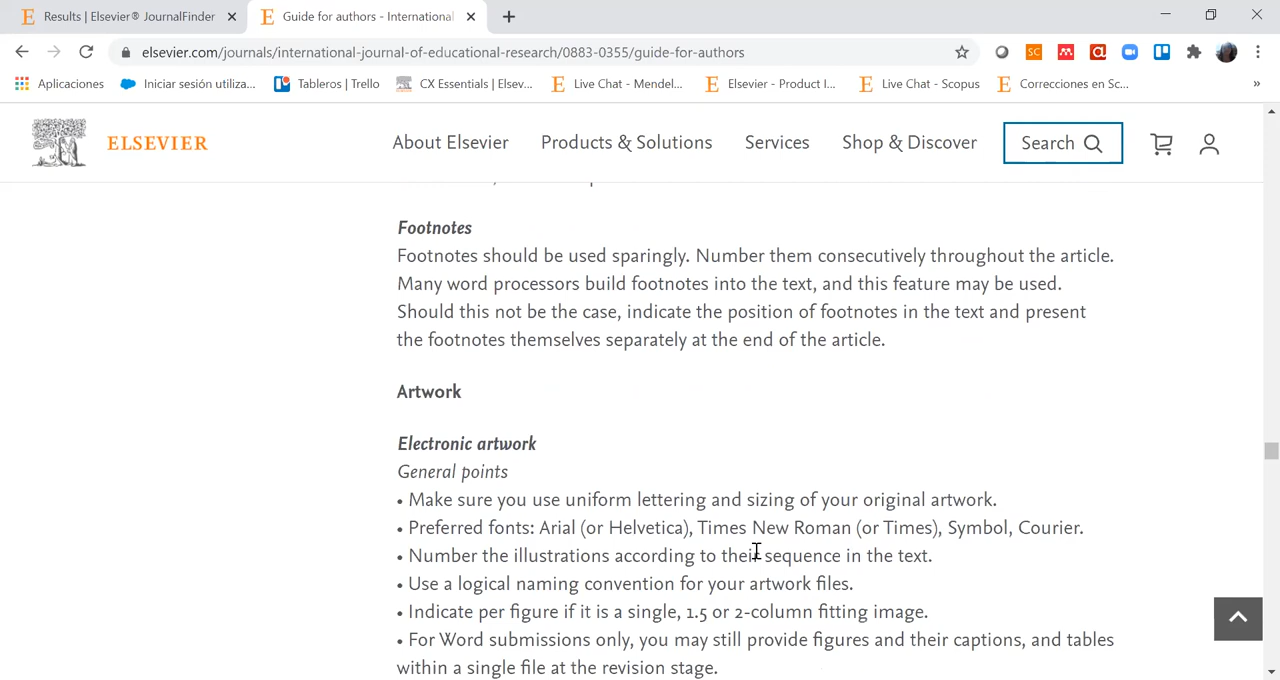 Results | Elsevier® JournalFinder
Guide for authors - International
elsevier.com/journals/international-journal-of-educational-research/0883-0355/guide-for-authors
SC
Aplicaciones
Iniciar sesión utiliza...
Tableros | Trello
CX Essentials | Elsev...
Live Chat - Mendel...
Elsevier - Product I...
Live Chat - Scopus
Correcciones en Sc...
»
ELSEVIER
About Elsevier
Products & Solutions
Services
Shop & Discover
Search
Footnotes
Footnotes should be used sparingly. Number them consecutively throughout the article.
Many word processors build footnotes into the text, and this feature may be used.
Should this not be the case, indicate the position of footnotes in the text and present
the footnotes themselves separately at the end of the article.
Artwork
Electronic artwork
General points
• Make sure you use uniform lettering and sizing of your original artwork.
• Preferred fonts: Arial (or Helvetica), Times New Roman (or Times), Symbol, Courier.
• Number the illustrations according to their sequence in the text.
• Use a logical naming convention for your artwork files.
• Indicate per figure if it is a single, 1.5 or 2-column fitting image.
• For Word submissions only, you may still provide figures and their captions, and tables
within a single file at the revision stage.